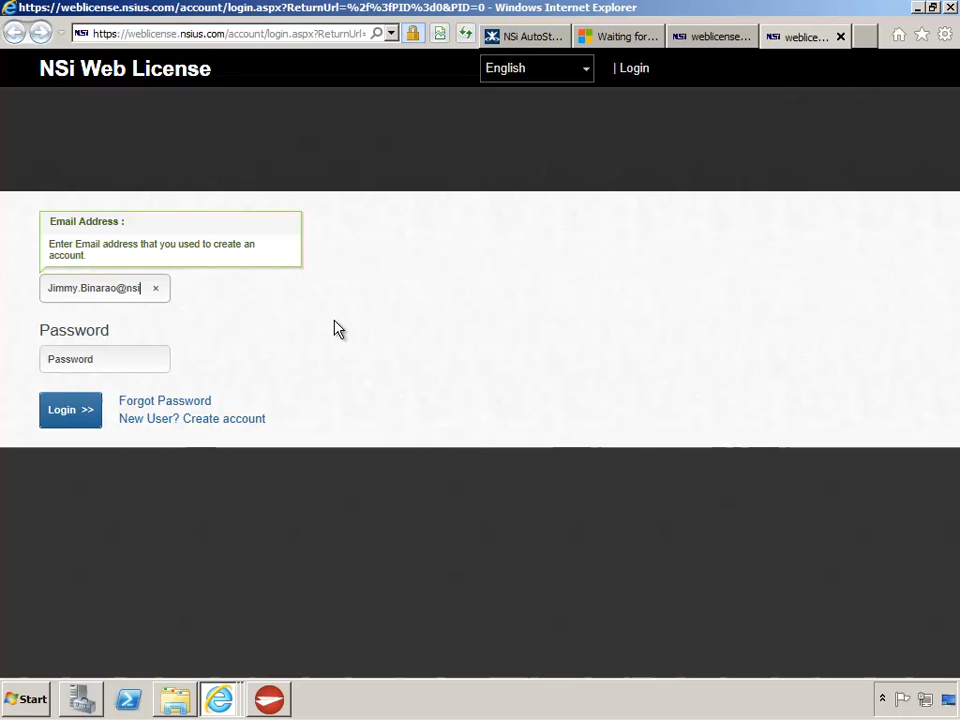 https://weblicense.nsius.com/account/login.aspx?ReturnUrl=%2f%3fPID%3d0&PID=0 - Windows Internet Explorer
https://weblicense.nsius.com/account/login.aspx?ReturnUrl=
NSi AutoSt...
Waiting for...
NSi weblicense...
NSi weblice...
NSi Web License
English
| Login
Email Address :
Enter Email address that you used to create an
account.
Jimmy.Binarao@nsi
Password
Password
Login >>
Forgot Password
New User? Create account
Start